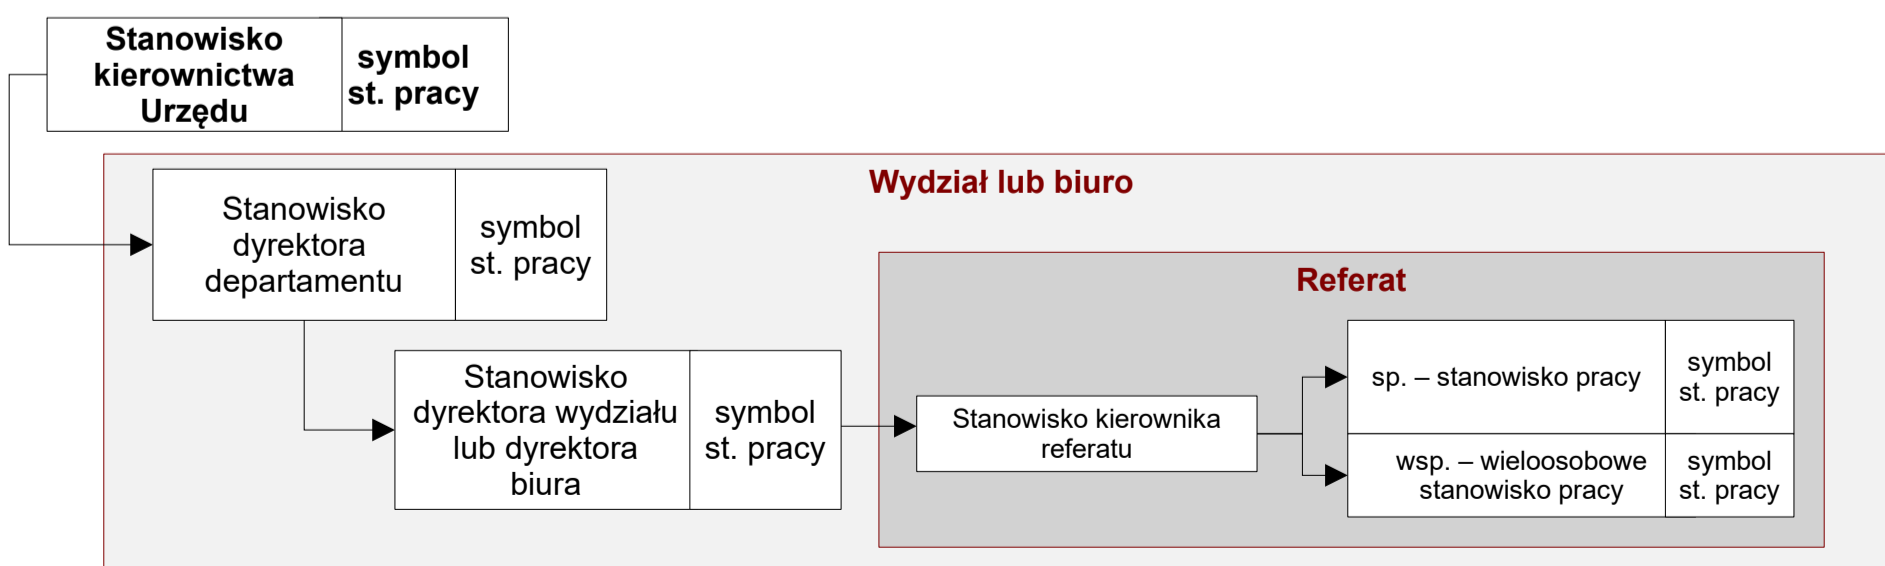 Stanowisko
kierownictwa
Urzędu
symbol
st. pracy
Wydział lub biuro
Stanowisko
dyrektora
departamentu
symbol
st. pracy
Referat
Stanowisko
dyrektora wydziału
lub dyrektora
biura
symbol
st. pracy
Stanowisko kierownika
referatu
sp. – stanowisko pracy
symbol
st. pracy
wsp. – wieloosobowe
stanowisko pracy
symbol
st. pracy